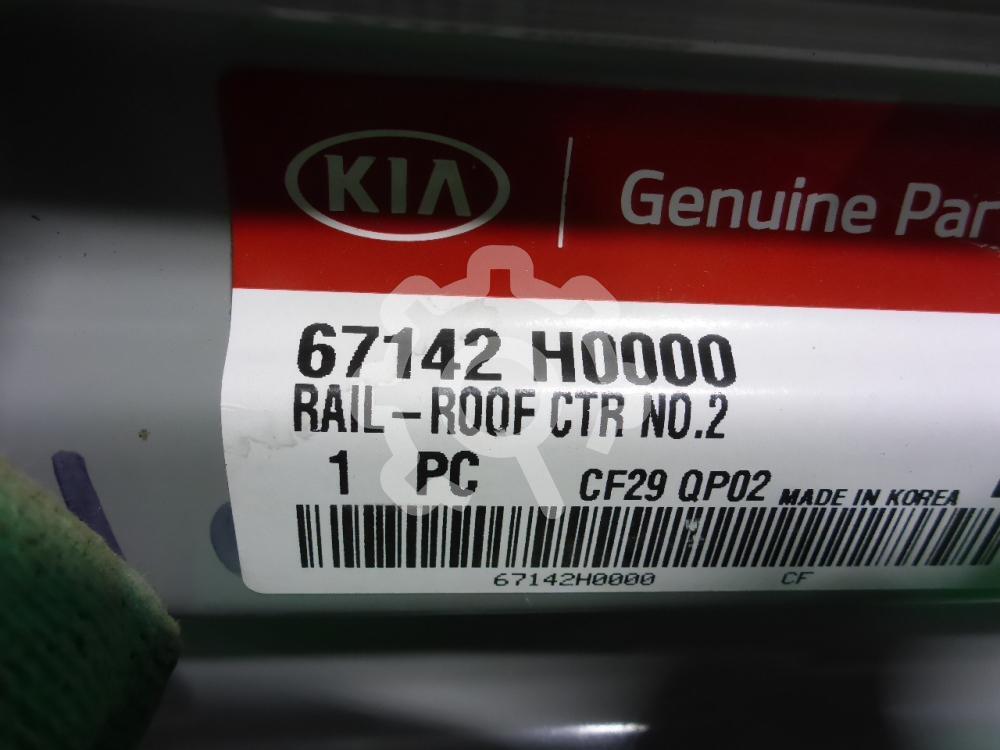 KIA
Genuine Par
67142 H0000
RAIL-ROOF CTR NO.2
1 PC CF29 QP02 MADE IN KOREA
67142H0000 CF